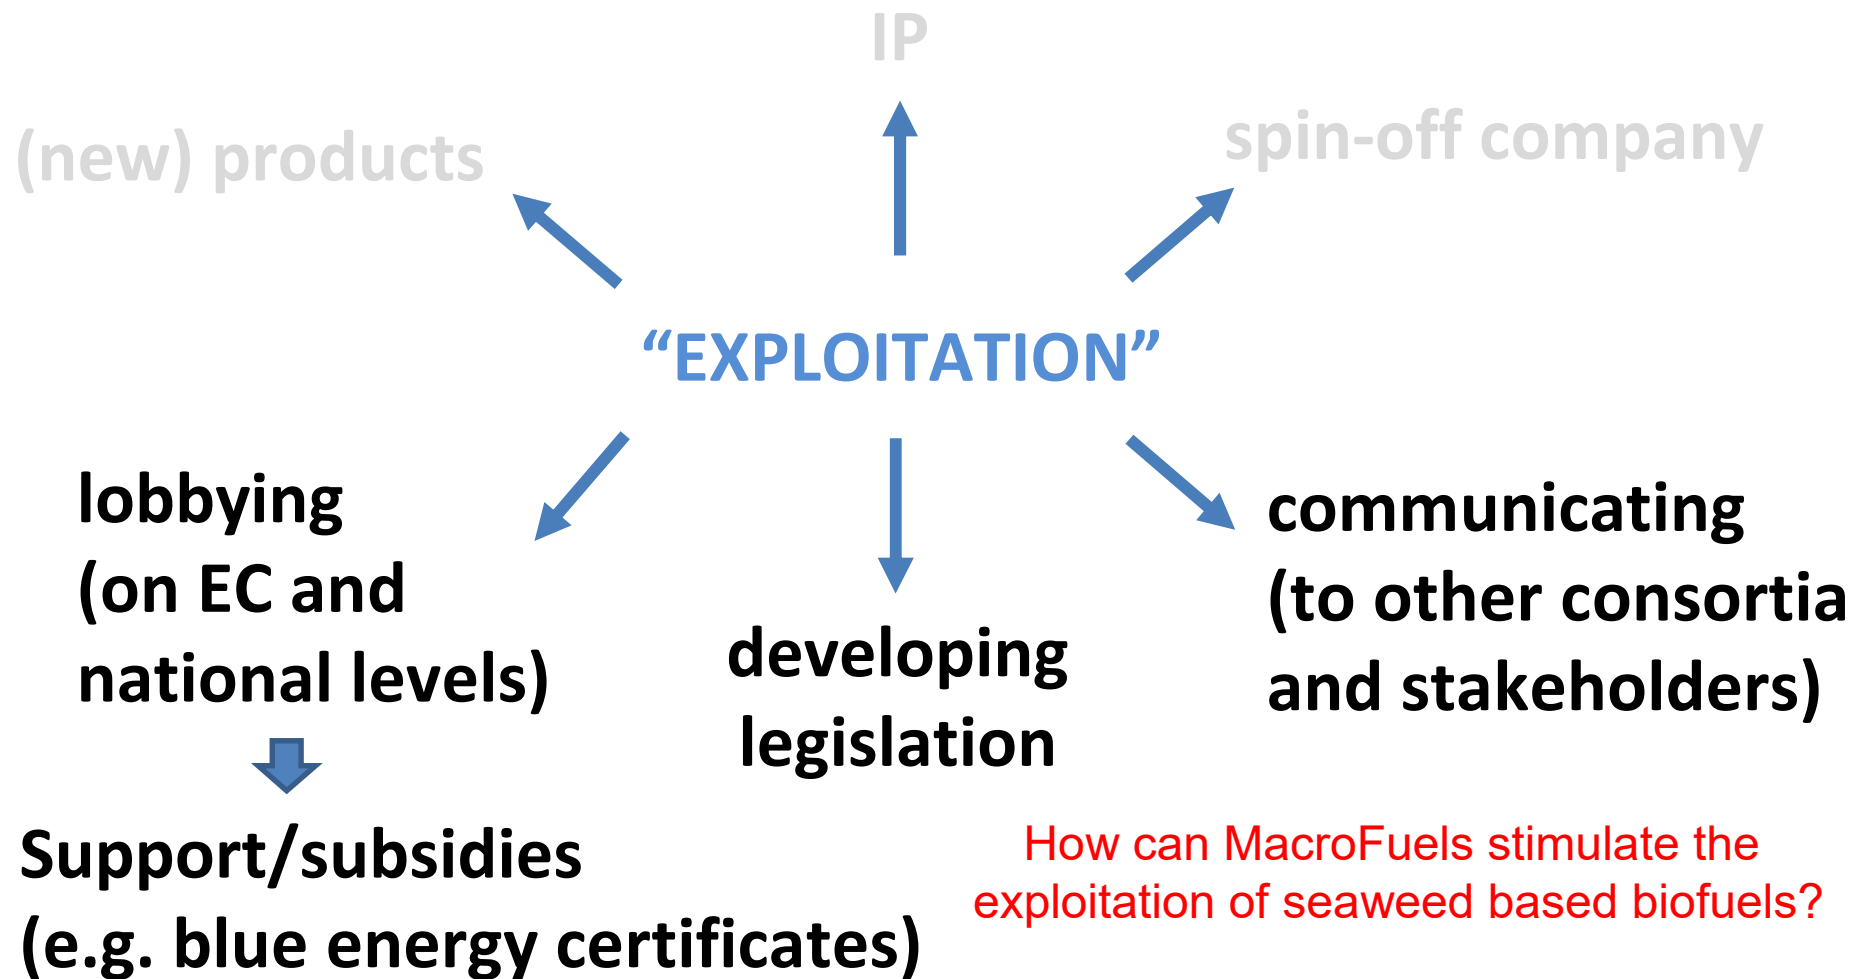 IP
(new) products
spin-off company
“EXPLOITATION”
lobbying
(on EC and
national levels)
developing
legislation
communicating
(to other consortia
and stakeholders)
Support/subsidies
(e.g. blue energy certificates)
How can MacroFuels stimulate the
exploitation of seaweed based biofuels?